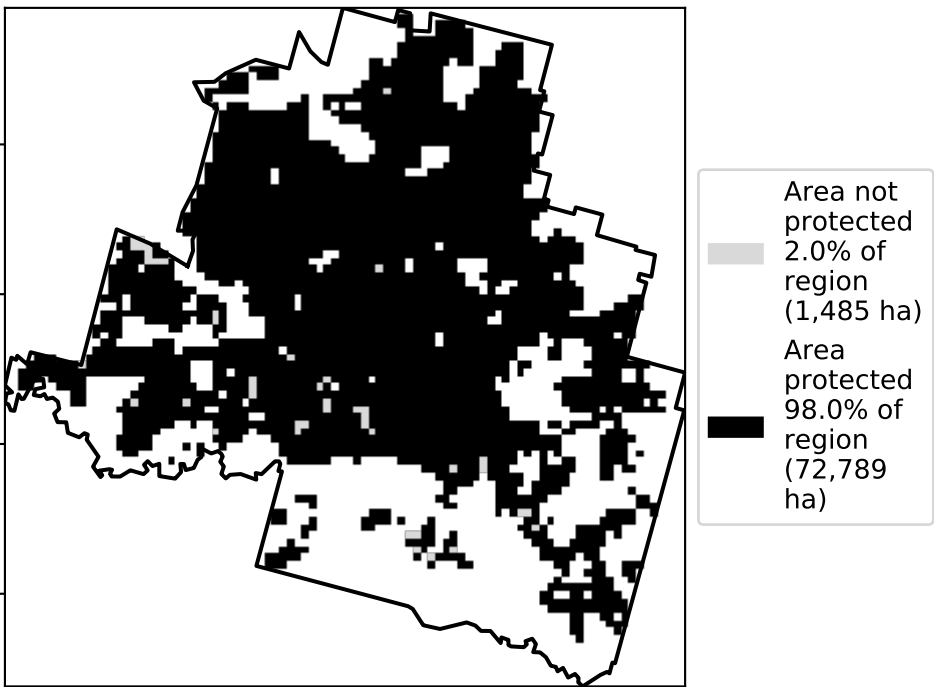 Area not
protected
2.0% of
region
(1,485 ha)
Area
protected
98.0% of
region
(72,789
ha)